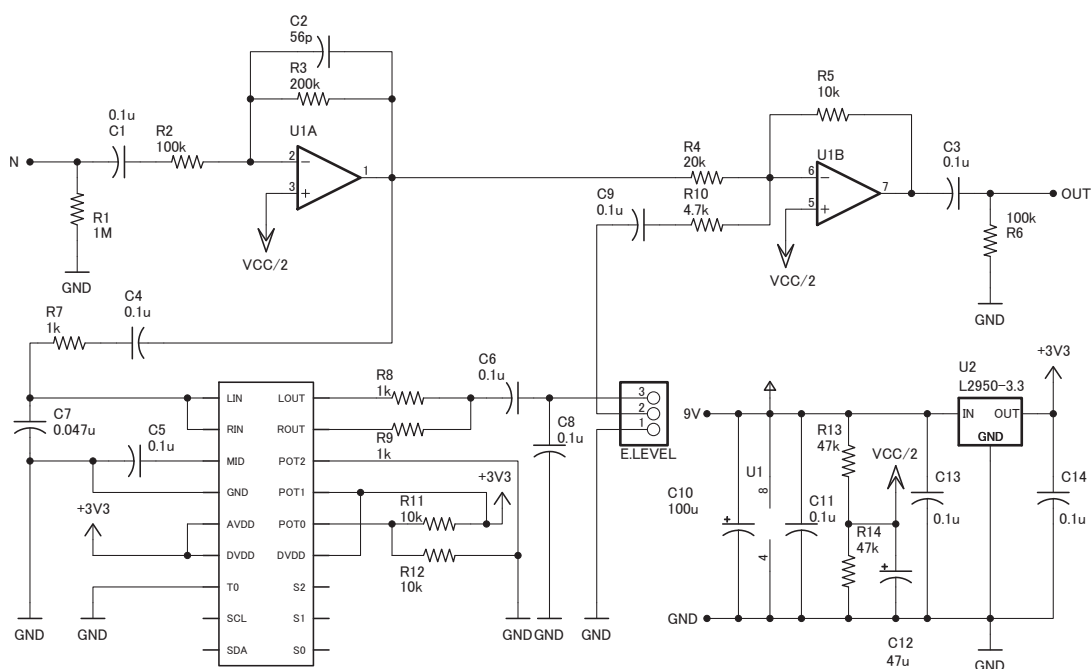 C2
56p
R3
200k
0.1u
C1
R2
100k
U1A
N
2
1
3
R1
1M
GND
VCC/2
R5
10k
U1B
C3
0.1u
R4
20k
6
7
5
R10
4.7k
C9
0.1u
OUT
100k
R6
VCC/2
GND
R7
1k
C4
0.1u
C7
0.047u
C5
0.1u
+3V3
LIN
RIN
MID
GND
AVDD
DVDD
T0
SCL
SDA
LOUT
ROUT
POT2
POT1
POT0
DVDD
S2
S1
S0
R8
1k
R9
1k
C6
0.1u
C8
0.1u
+3V3
R11
10k
R12
10k
3
2
1
E.LEVEL
GND
GND
GND
GND
GND
9V
U1
8
4
C10
100u
C11
0.1u
R13
47k
R14
47k
VCC/2
C13
0.1u
U2
L2950-3.3
IN
OUT
GND
+3V3
C14
0.1u
GND
C12
47u
GND